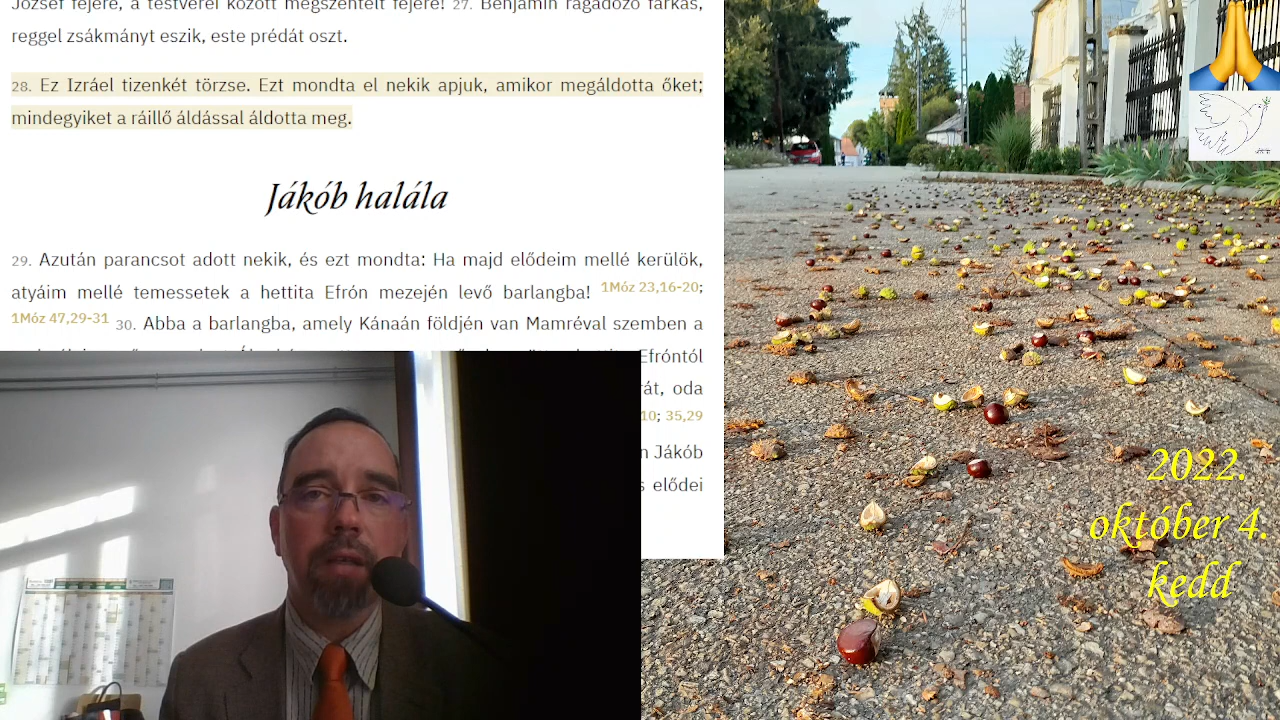 József fejére, a testvérei között megszentelt fejére! 27. Benjámin ragadozó farkas,
reggel zsákmányt eszik, este prédát oszt.
28. Ez Izráel tizenkét törzse. Ezt mondta el nekik apjuk, amikor megáldotta őket;
mindegyiket a ráillő áldással áldotta meg.
Jákób halála
29. Azután parancsot adott nekik, és ezt mondta: Ha majd elődeim mellé kerülök,
atyáim mellé temessetek a hettita Efrón mezején levő barlangba! 1Móz 23,16-20;
1Móz 47,29-31 30. Abba a barlangba, amely Kánaán földjén van Mamréval szemben a
Efróntól
oda
10; 35,29
Jákób
elődei
2022.
október 4.
kedd